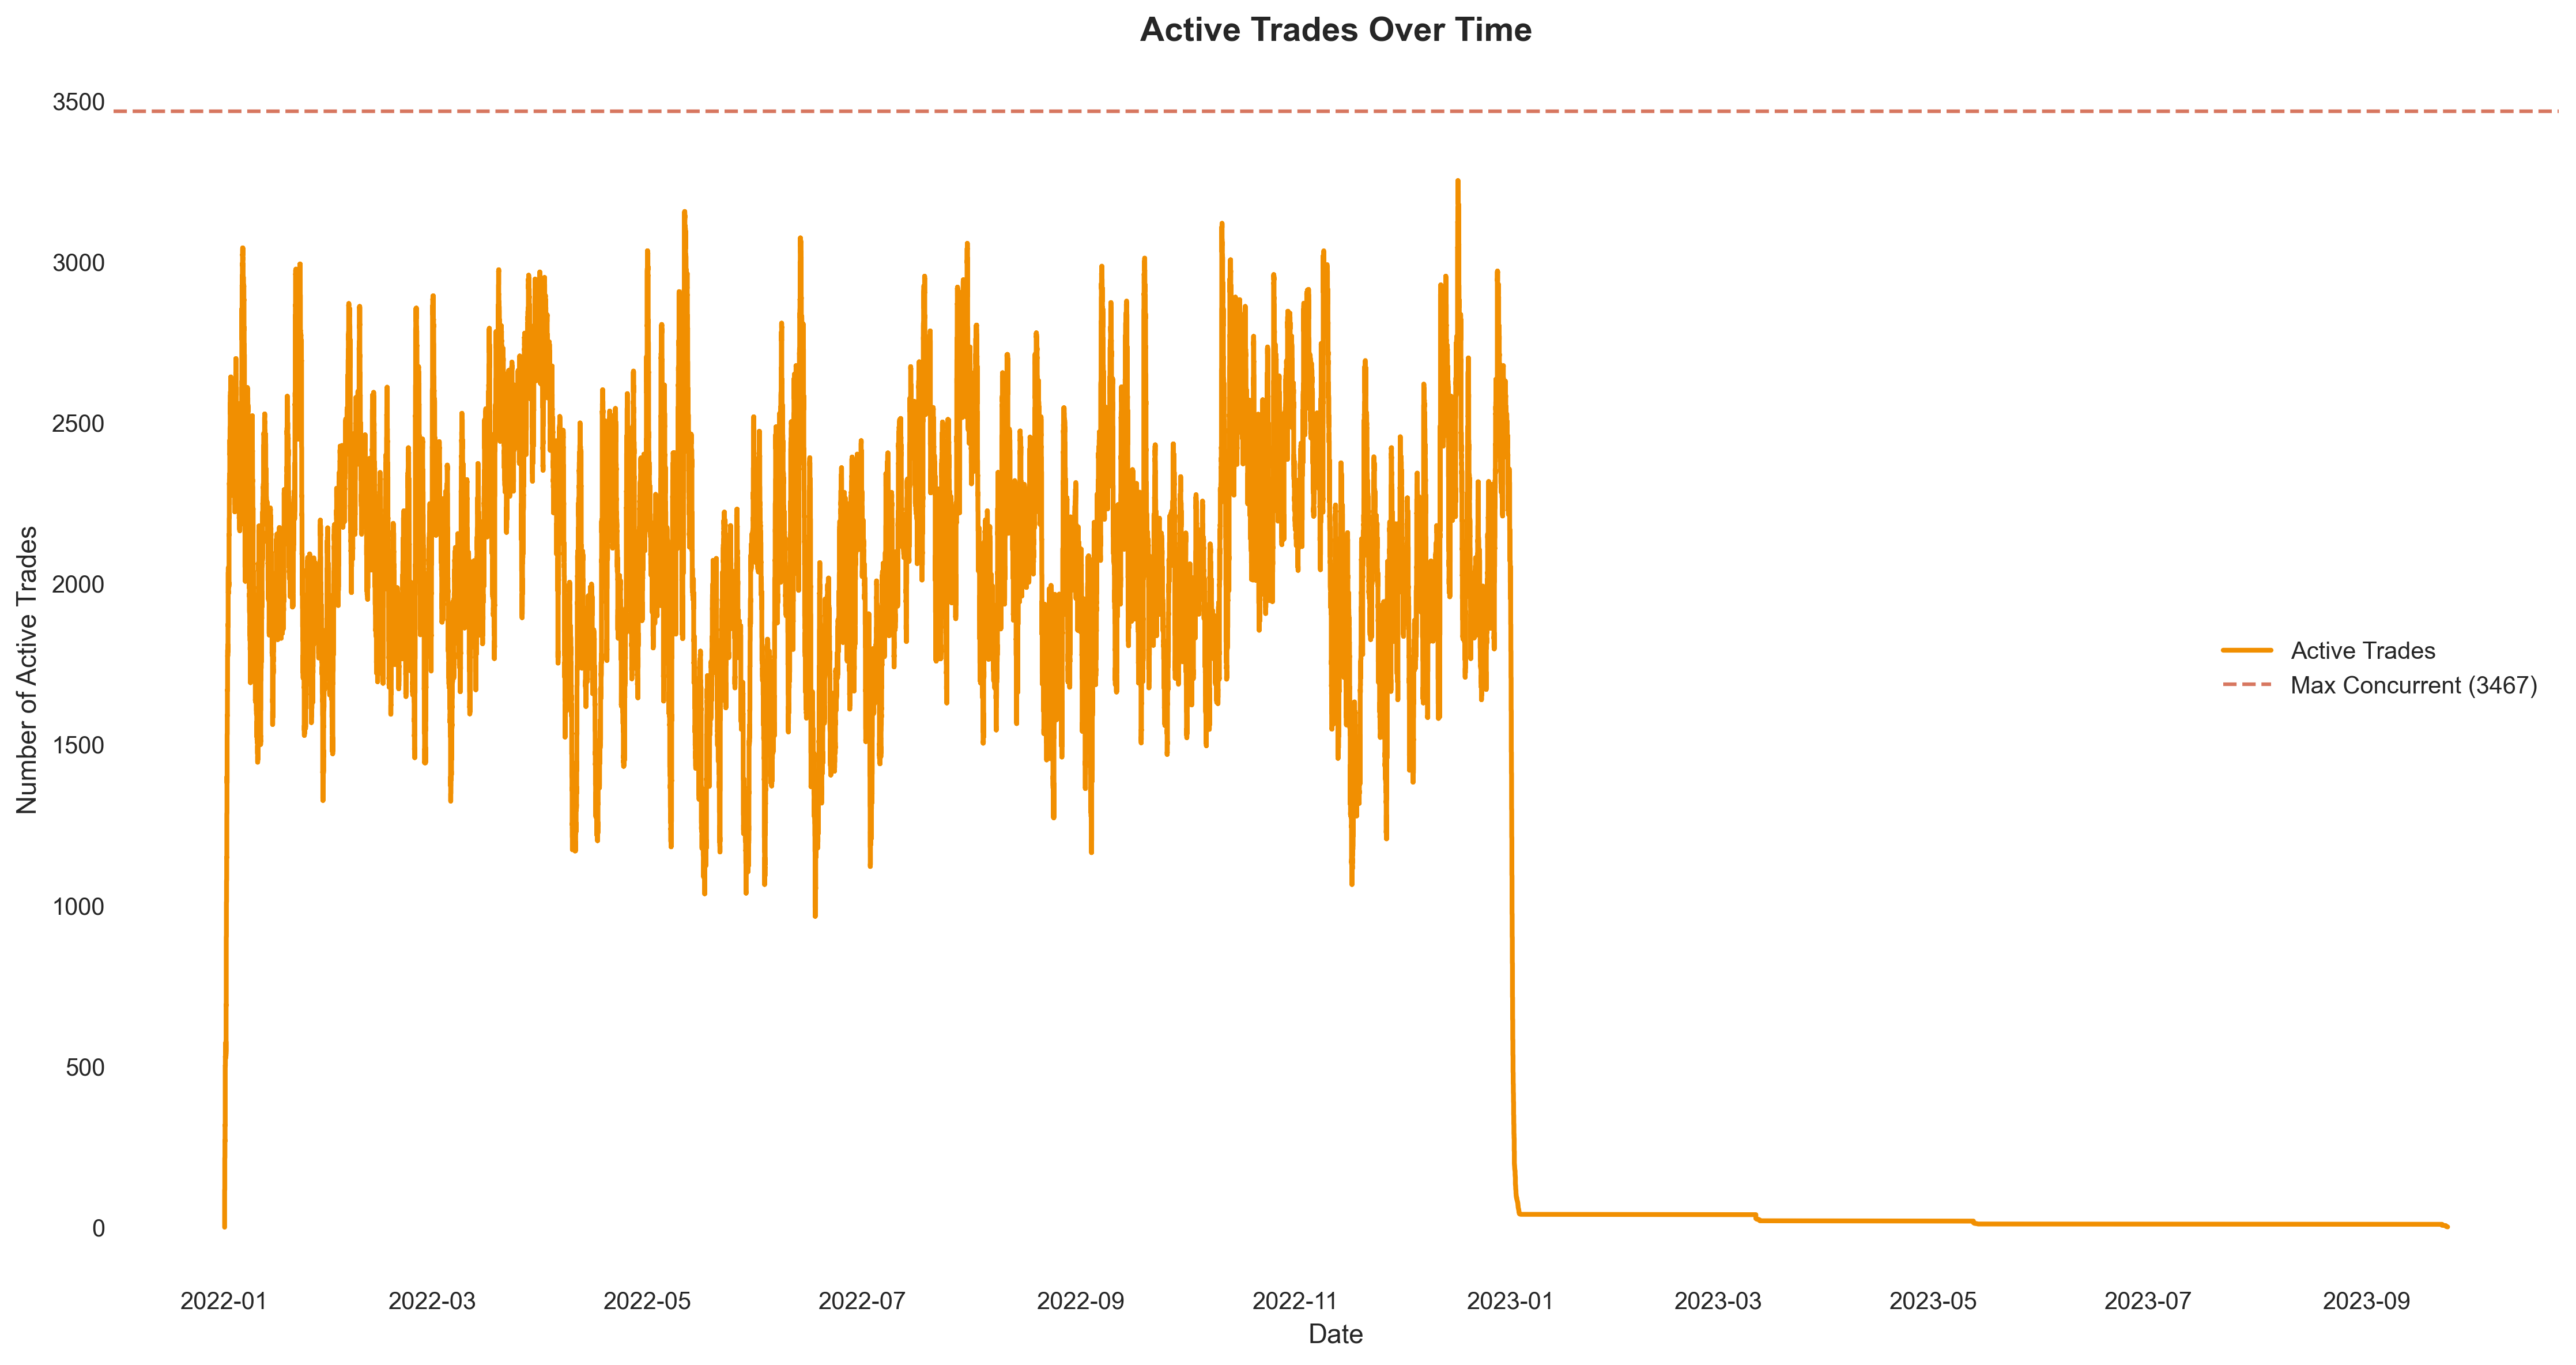 Active Trades Over Time
3500
3000
2500
2000
1500
1000
500
0
Number of Active Trades
Active Trades
Max Concurrent (3467)
2022-01 2022-03 2022-05 2022-07 2022-09 2022-11 2023-01 2023-03 2023-05 2023-07 2023-09
Date